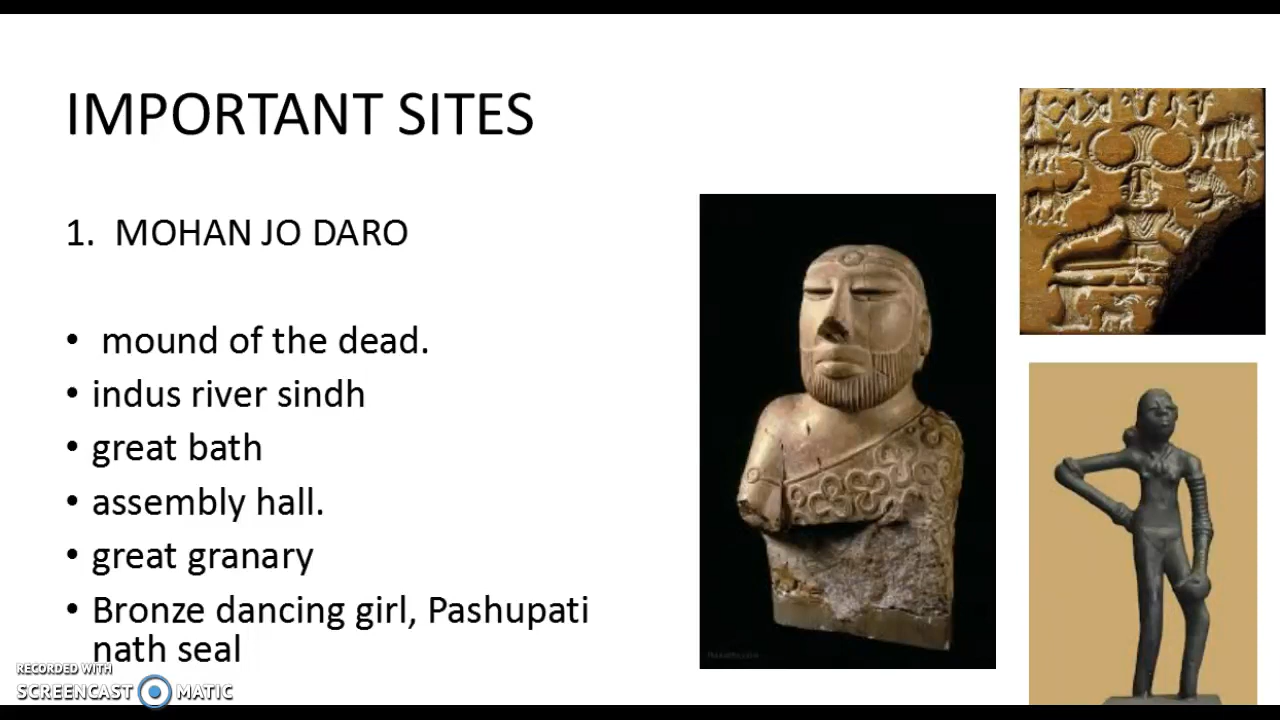 IMPORTANT SITES
1. MOHAN JO DARO
• mound of the dead.
• indus river sindh
• great bath
• assembly hall.
• great granary
• Bronze dancing girl, Pashupati
nath seal
RECORDED WITH
SCREENCAST MATIC